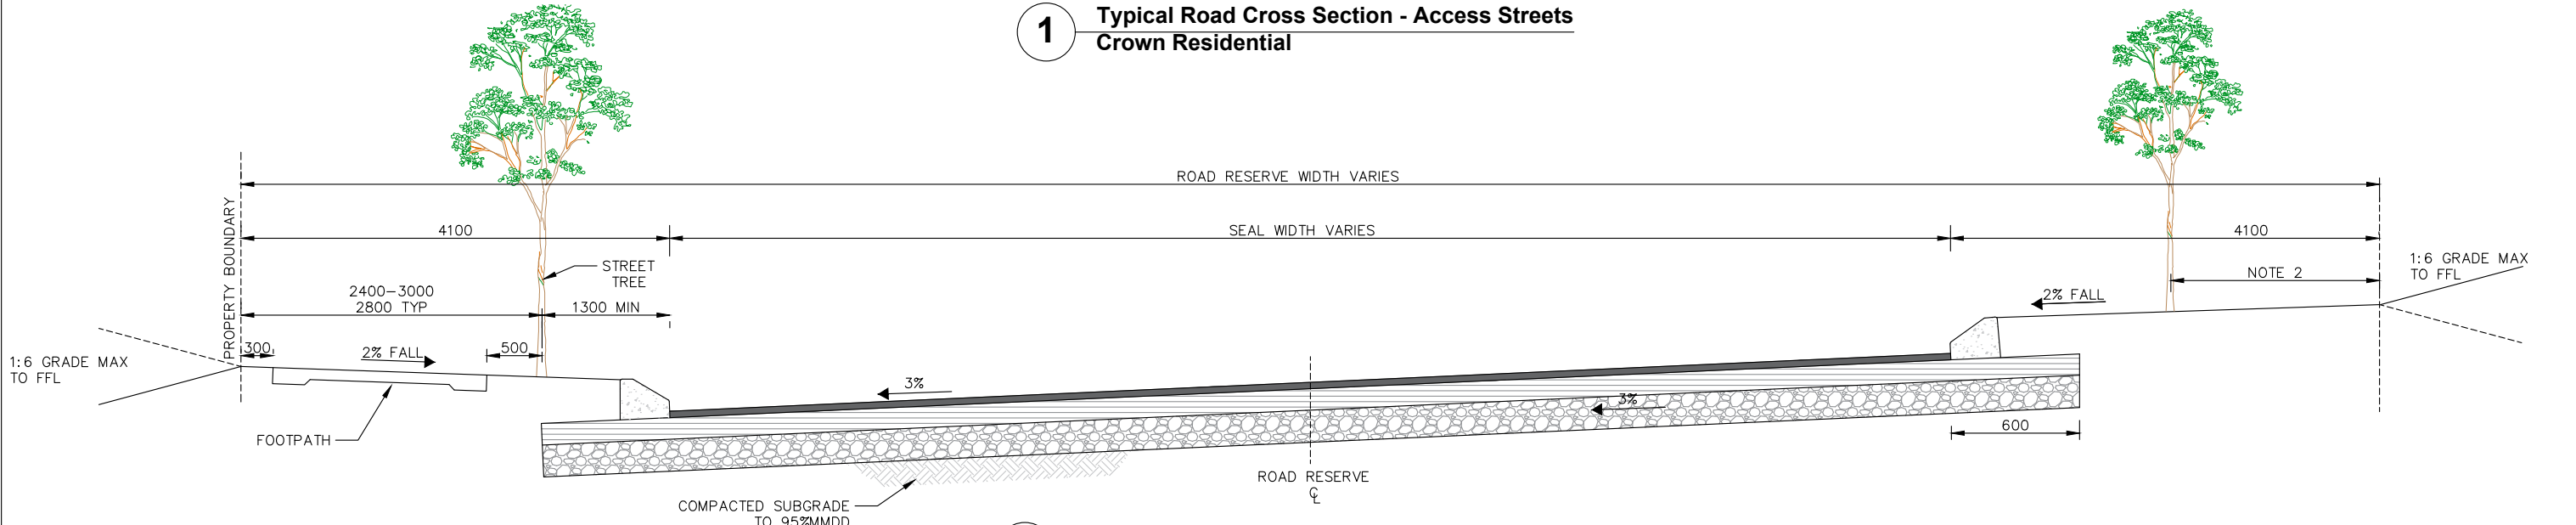 1
Typical Road Cross Section - Access Streets
Crown Residential
ROAD RESERVE WIDTH VARIES
PROPERTY BOUNDARY
4100
SEAL WIDTH VARIES
4100
STREET
TREE
1:6 GRADE MAX
TO FFL
NOTE 2
2400-3000
2800 TYP
1300 MIN
2% FALL
300
2% FALL
500
1:6 GRADE MAX
TO FFL
3%
3%
FOOTPATH
600
ROAD RESERVE
℄
COMPACTED SUBGRADE
TO 95%MMDD